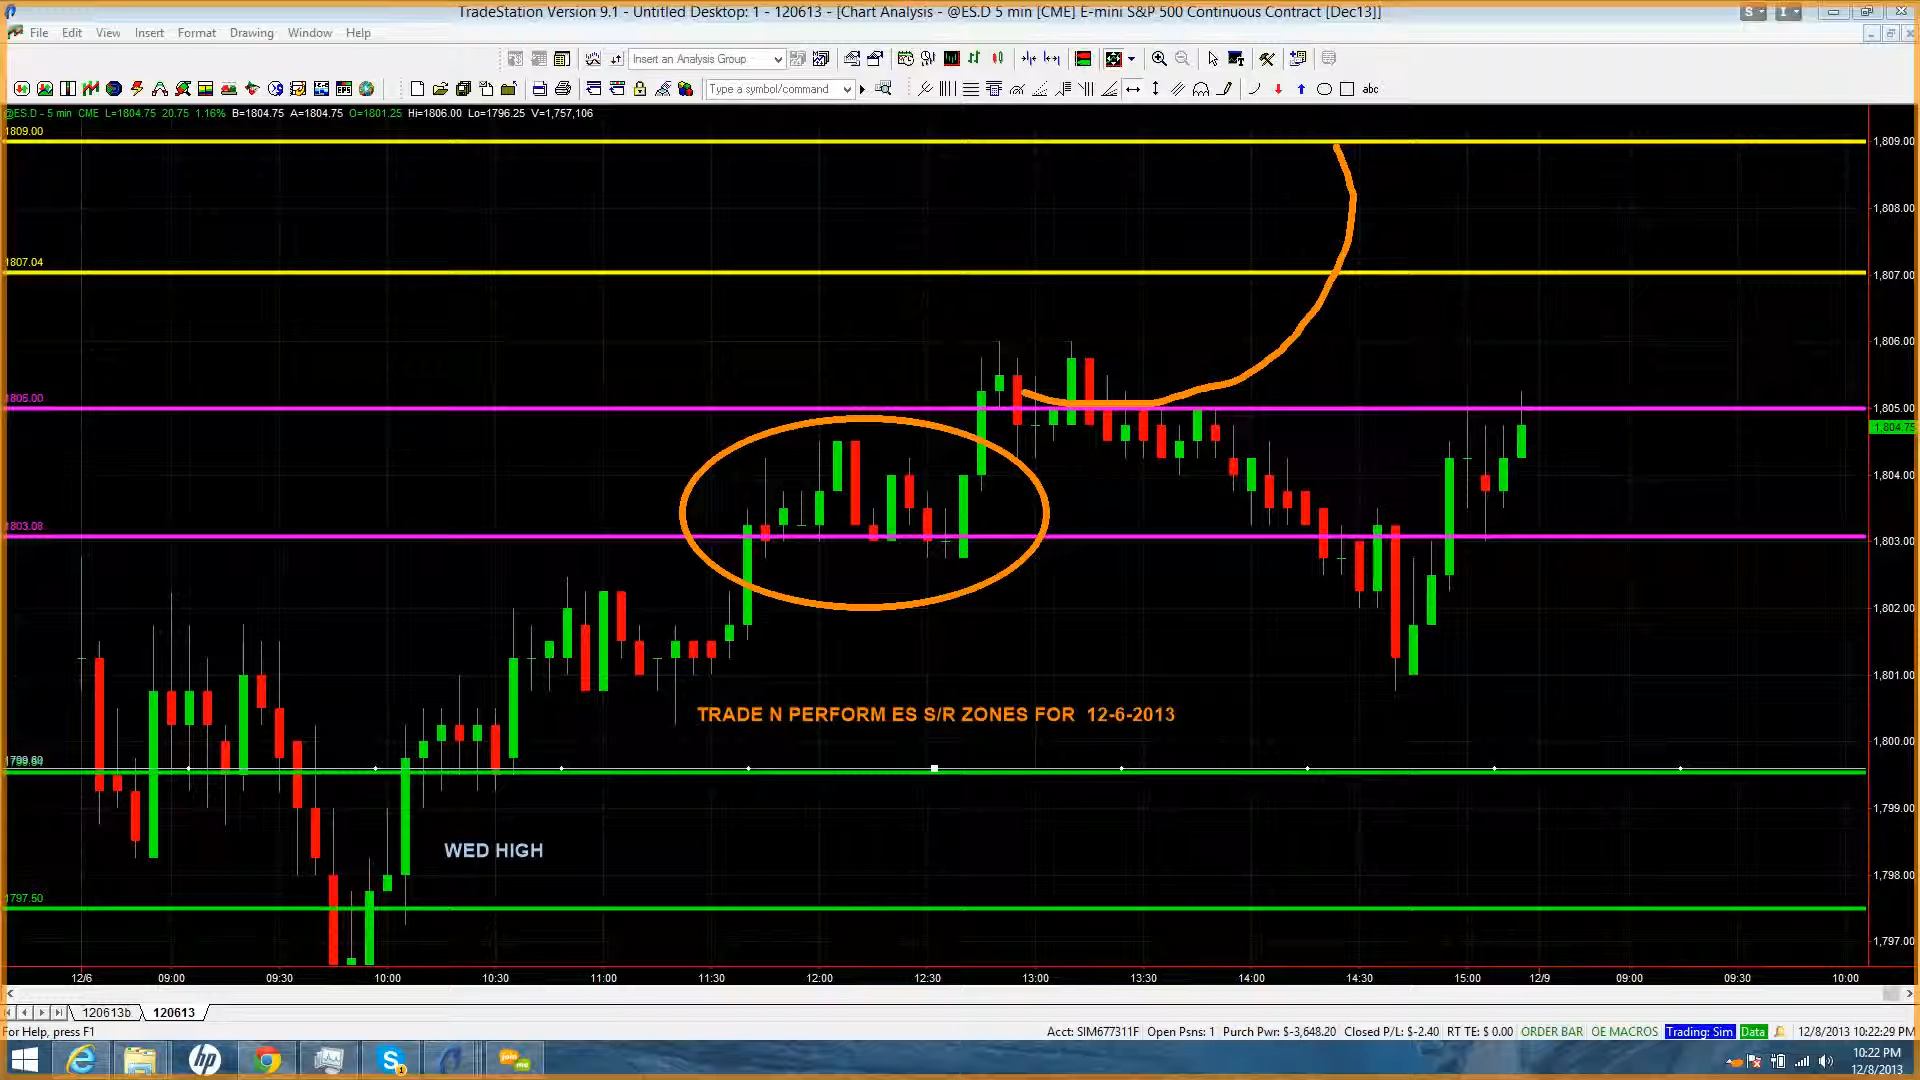 TradeStation Version 9.1 - Untitled Desktop: 1 - 120613 - [Chart Analysis - @ES.D 5 min [CME] E-mini S&P 500 Continuous Contract [Dec13]]
S I
File Edit View Insert Format Drawing Window Help
Insert an Analysis Group
Type a symbol/command
abc
@ES.D - 5 min CME L=1804.75 20.75 1.16% B=1804.75 A=1804.75 O=1801.25 Hi=1806.00 Lo=1796.25 V=1,757,106
1809.00
1,809.00
1,808.00
1807.04
1,807.00
1,806.00
1805.00
1,805.00
1,804.75
1,804.00
1803.08
1,803.00
1,802.00
1,801.00
TRADE N PERFORM ES S/R ZONES FOR 12-6-2013
1,800.00
1,799.00
WED HIGH
1,798.00
1797.50
1,797.00
12/6 09:00 09:30 10:00 10:30 11:00 11:30 12:00 12:30 13:00 13:30 14:00 14:30 15:00 12/9 09:00 09:30 10:00
120613b 120613
For Help, press F1
Acct: SIM677311F Open Psns: 1 Purch Pwr: $-3,648.20 Closed P/L: $-2.40 RT TE: $ 0.00 ORDER BAR OE MACROS Trading: Sim Data 12/8/2013 10:22:29 PM
hp
join me
10:22 PM
12/8/2013